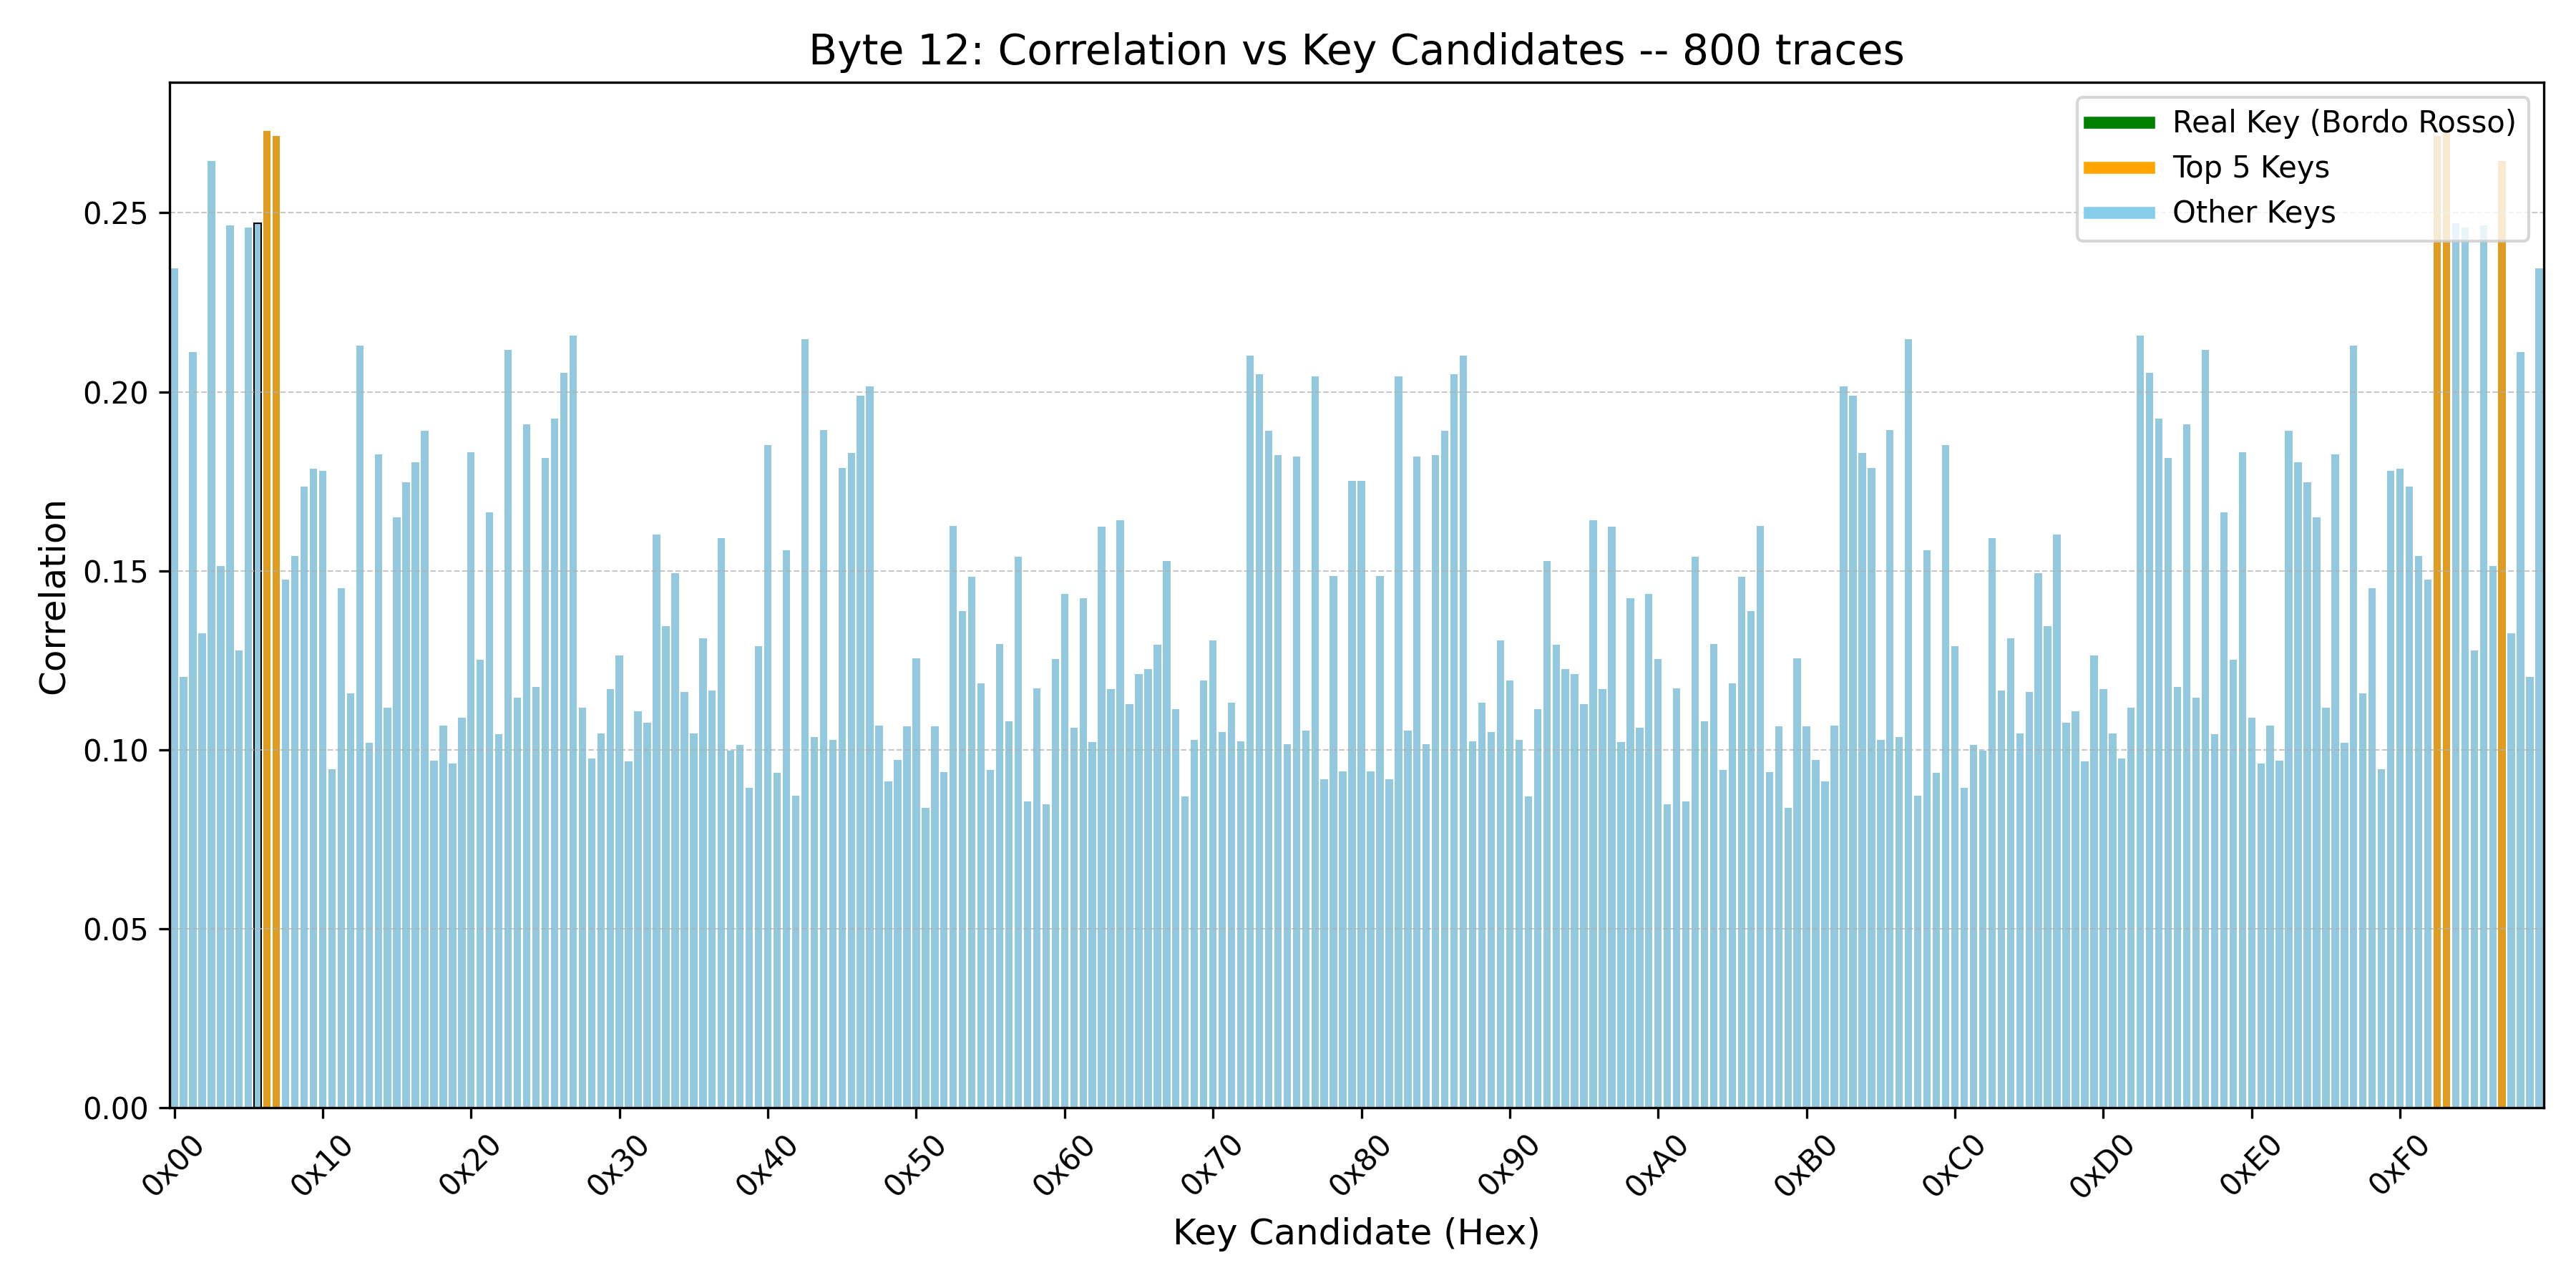 Byte 12: Correlation vs Key Candidates -- 800 traces
Real Key (Bordo Rosso)
Top 5 Keys
Other Keys
Correlation
0.25
0.20
0.15
0.10
0.05
0.00
0x00 0x10 0x20 0x30 0x40 0x50 0x60 0x70 0x80 0x90 0xA0 0xB0 0xC0 0xD0 0xE0 0xF0
Key Candidate (Hex)